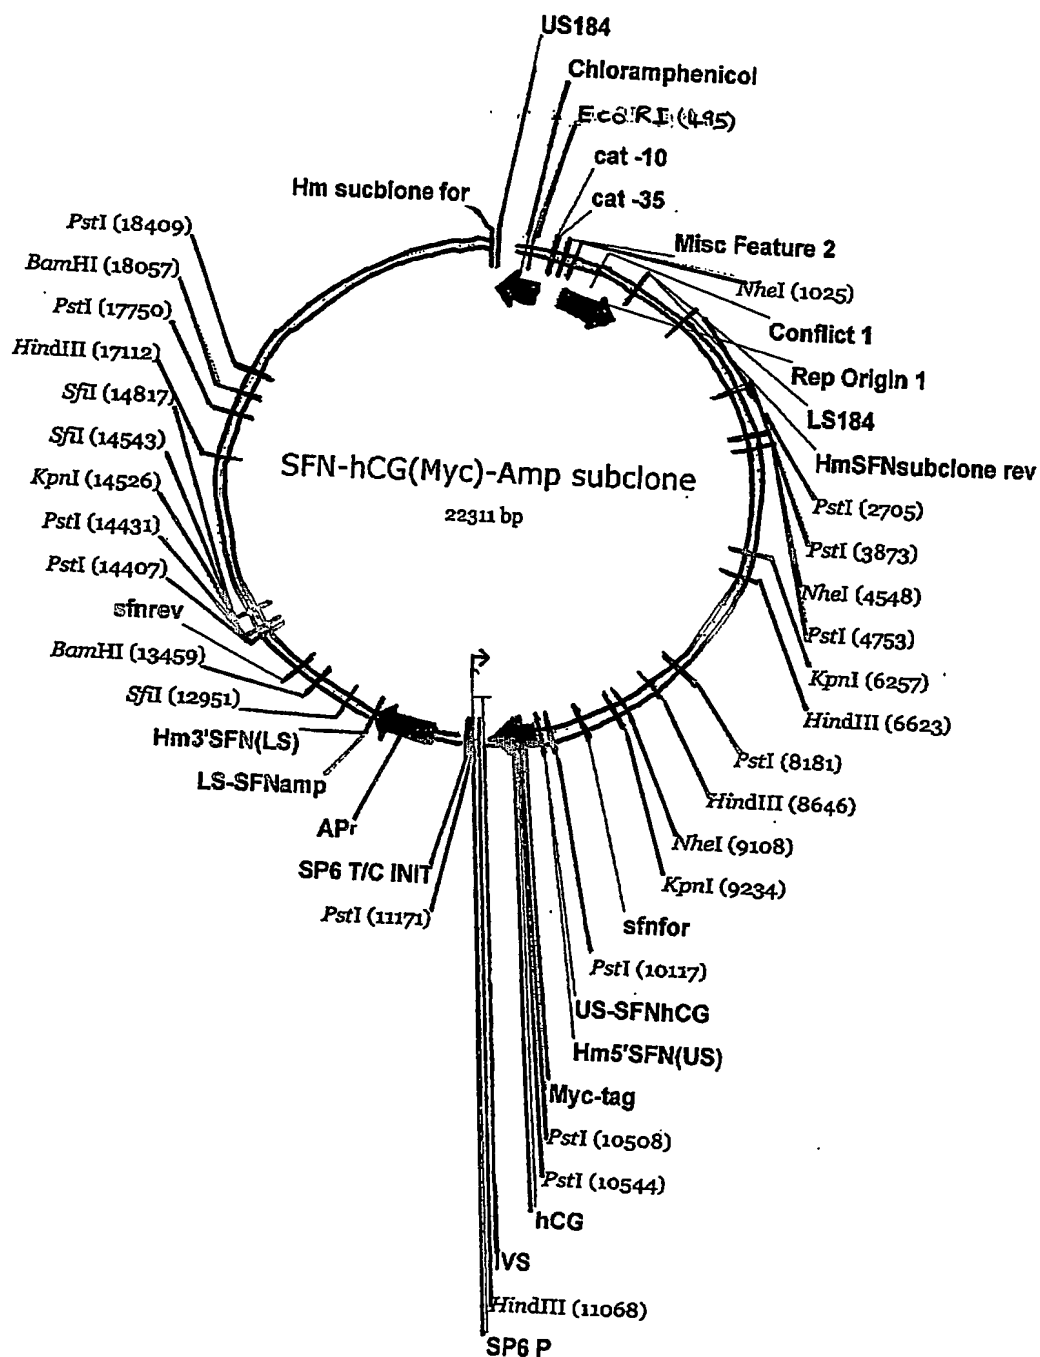 US184
Chloramphenicol
EcoRI (495)
cat -10
cat -35
Hm sucblone for
Misc Feature 2
NheI (1025)
Conflict 1
Rep Origin 1
LS184
HmSFNsubclone rev
PstI (2705)
PstI (3873)
NheI (4548)
PstI (4753)
KpnI (6257)
HindIII (6623)
PstI (8181)
HindIII (8646)
NheI (9108)
KpnI (9234)
sfnfor
PstI (10117)
US-SFNhCG
Hm5'SFN(US)
Myc-tag
PstI (10508)
PstI (10544)
hCG
IVS
HindIII (11068)
SP6 P
PstI (11171)
SP6 T/C INIT
APr
LS-SFNamp
Hm3'SFN(LS)
SfiI (12951)
BamHI (13459)
sfnrev
PstI (14407)
PstI (14431)
KpnI (14526)
SfiI (14543)
SfiI (14817)
HindIII (17112)
PstI (17750)
BamHI (18057)
PstI (18409)
SFN-hCG(Myc)-Amp subclone
22311 bp